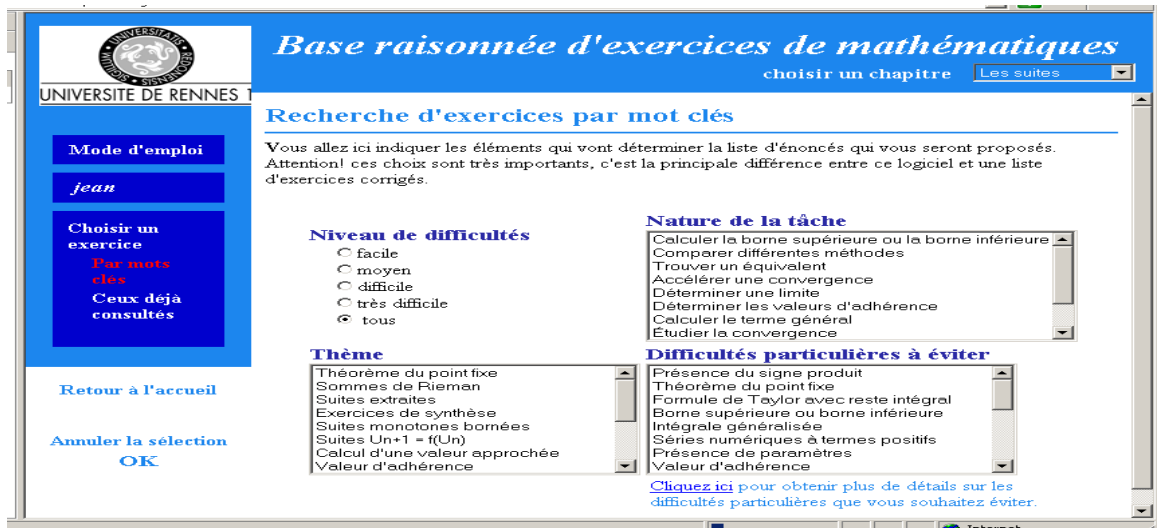 UNIVERSITE DE RENNES 1
Base raisonnée d'exercices de mathématiques
choisir un chapitre Les suites
Mode d'emploi
jean
Choisir un
exercice
Par mots
clés
Ceux déjà
consultés
Retour à l'accueil
Annuler la sélection
OK
Recherche d'exercices par mot clés
Vous allez ici indiquer les éléments qui vont déterminer la liste d'énoncés qui vous seront proposés.
Attention! ces choix sont très importants, c'est la principale différence entre ce logiciel et une liste
d'exercices corrigés.
Niveau de difficultés
facile
moyen
difficile
très difficile
tous
Nature de la tâche
Calculer la borne supérieure ou la borne inférieure
Comparer différentes méthodes
Trouver un équivalent
Accélérer une convergence
Déterminer une limite
Déterminer les valeurs d'adhérence
Calculer le terme général
Étudier la convergence
Thème
Théorème du point fixe
Sommes de Rieman
Suites extraites
Exercices de synthèse
Suites monotones bornées
Suites Un+1 = f(Un)
Calcul d'une valeur approchée
Valeur d'adhérence
Difficultés particulières à éviter
Présence du signe produit
Théorème du point fixe
Formule de Taylor avec reste intégral
Borne supérieure ou borne inférieure
Intégrale généralisée
Séries numériques à termes positifs
Présence de paramètres
Valeur d'adhérence
Cliquez ici pour obtenir plus de détails sur les
difficultés particulières que vous souhaitez éviter.